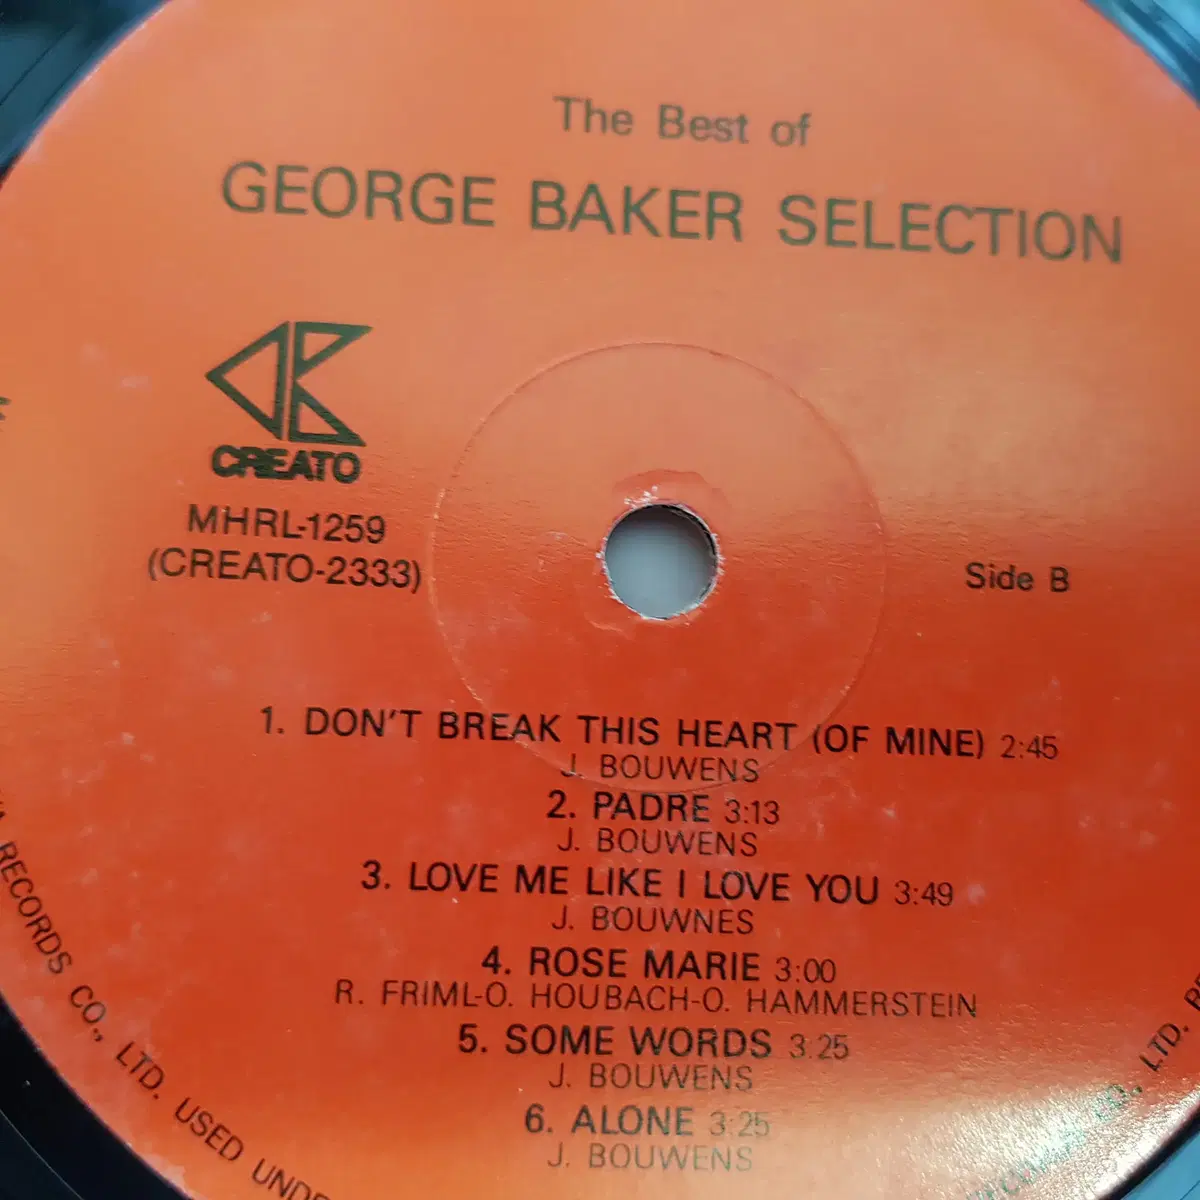 The Best of
GEORGE BAKER SELECTION
CREATO
MHRL-1259
(CREATO-2333)
Side B
1. DON'T BREAK THIS HEART (OF MINE) 2:45
J. BOUWENS
2. PADRE 3:13
J. BOUWENS
3. LOVE ME LIKE I LOVE YOU 3:49
J. BOUWNES
4. ROSE MARIE 3:00
R. FRIML-O. HOUBACH-O. HAMMERSTEIN
5. SOME WORDS 3:25
J. BOUWENS
6. ALONE 3:25
J. BOUWENS
RECORDS CO., LTD. USED
CO., LTD.